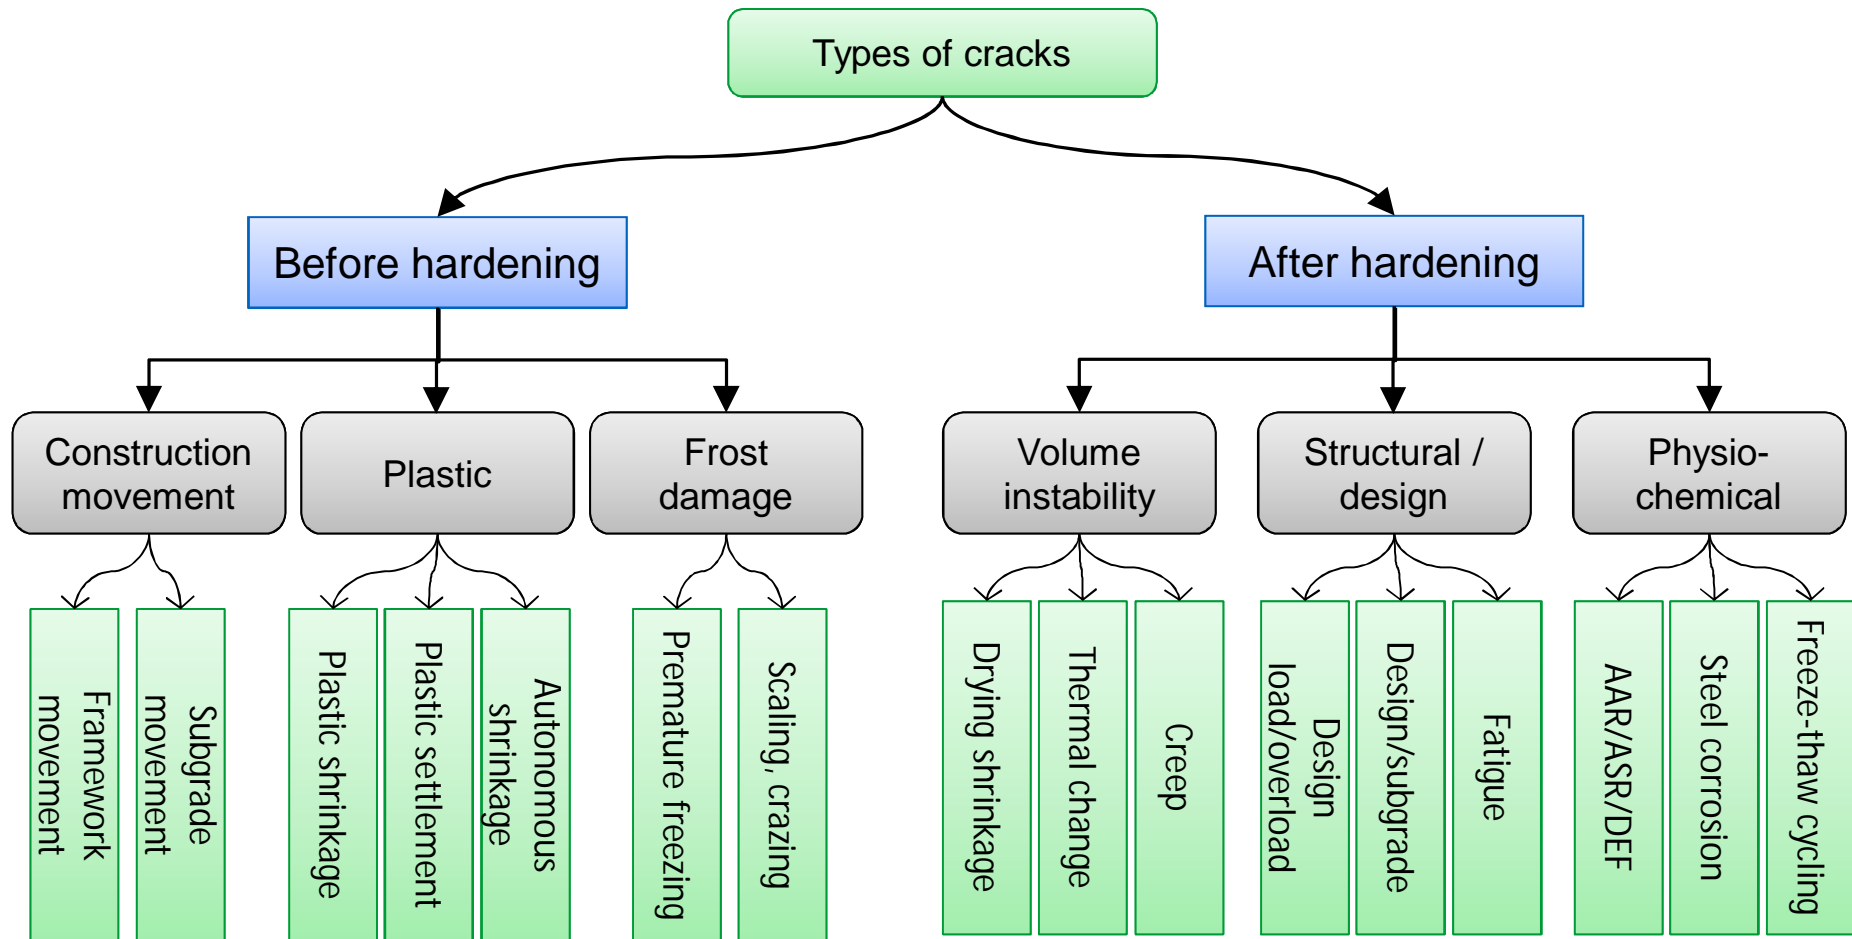 Types of cracks
Before hardening
After hardening
Construction
movement
Plastic
Frost
damage
Volume
instability
Structural /
design
Physio-
chemical
Framework
movement
Subgrade
movement
Plastic shrinkage
Plastic settlement
Autonomous
shrinkage
Premature freezing
Scaling, crazing
Drying shrinkage
Thermal change
Creep
Design
load/overload
Design/subgrade
Fatigue
AAR/ASR/DEF
Steel corrosion
Freeze-thaw cycling